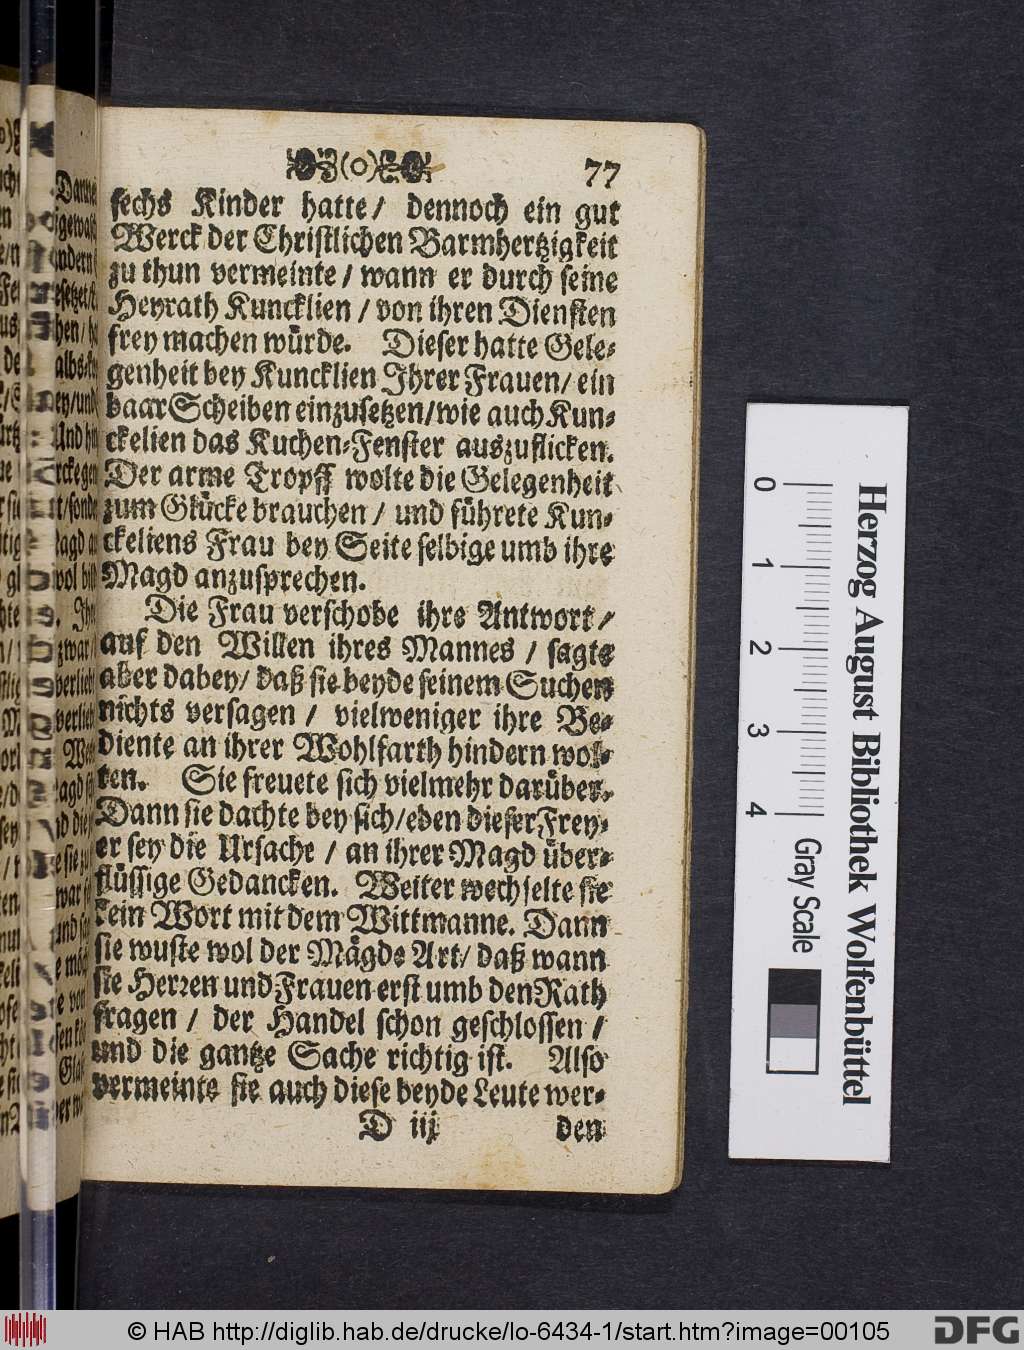 (o) 77
sechs Kinder hatte / dennoch ein gut
Werck der Christlichen Barmhertzigkeit
zu thun vermeinte / wann er durch seine
Heyrath Kuncklien / von ihren Diensten
frey machen würde. Dieser hatte Gele-
genheit bey Kuncklien Ihrer Frauen / ein
baar Scheiben einzusetzen / wie auch Kun-
ckelien das Kuchen-Fenster auszuflicken.
Der arme Tropff wolte die Gelegenheit
zum Glücke brauchen / und führete Kun-
ckeliens Frau bey Seite selbige umb ihre
Magd anzusprechen.
Die Frau verschobe ihre Antwort /
auf den Willen ihres Mannes / sagte
aber dabey / daß sie beyde seinem Suchen
nichts versagen / vielweniger ihre Be-
diente an ihrer Wohlfarth hindern wol-
ten. Sie freuete sich vielmehr darüber.
Dann sie dachte bey sich / eben dieser Frey-
er sey die Ursache / an ihrer Magd über-
flüssige Gedancken. Weiter wechselte sie
kein Wort mit dem Wittmanne. Dann
sie wuste wol der Mägde Art / daß wann
sie Herren und Frauen erst umb den Rath
fragen / der Handel schon geschlossen /
und die gantze Sache richtig ist. Also
vermeinte sie auch diese beyde Leute wer-
D iij den
Herzog August Bibliothek Wolfenbüttel
0 1 2 3 4
Gray Scale
© HAB http://diglib.hab.de/drucke/lo-6434-1/start.htm?image=00105
DFG